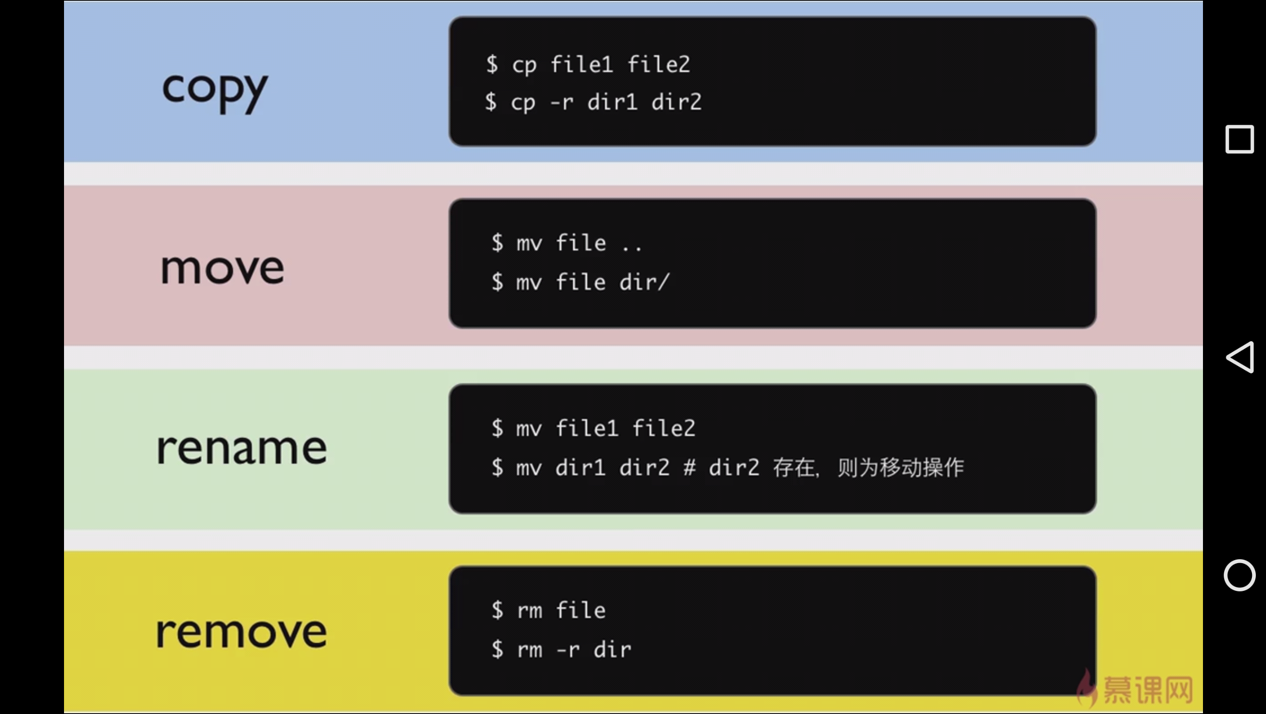 copy
$ cp file1 file2
$ cp -r dir1 dir2
move
$ mv file ..
$ mv file dir/
rename
$ mv file1 file2
$ mv dir1 dir2 # dir2 存在, 则为移动操作
remove
$ rm file
$ rm -r dir
慕课网